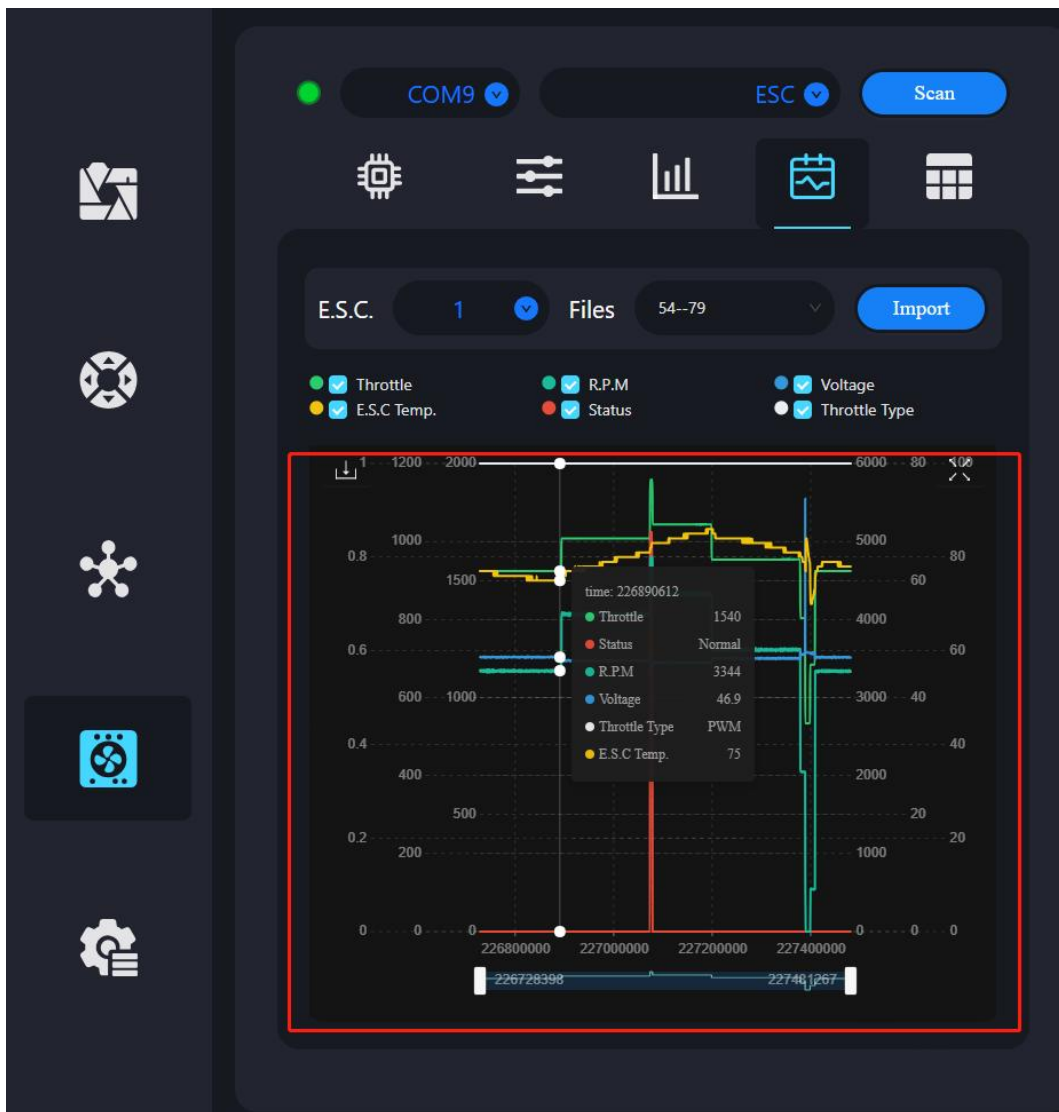 COM9 ESC Scan
E.S.C. 1 Files 54--79 Import
Throttle R.P.M Voltage
E.S.C Temp. Status Throttle Type
1 1200 2000 6000 80 100
1000 5000
0.8 80
1500 60
time: 226890612
Throttle 1540
800 4000
Status Normal
0.6 60
R.P.M 3344
600 1000 Voltage 46.9 3000 40
Throttle Type PWM
0.4 40
E.S.C Temp. 75
400 2000
500 20
0.2 20
200 1000
0 0 0 0 0 0
226800000 227000000 227200000 227400000
226728398 227481267